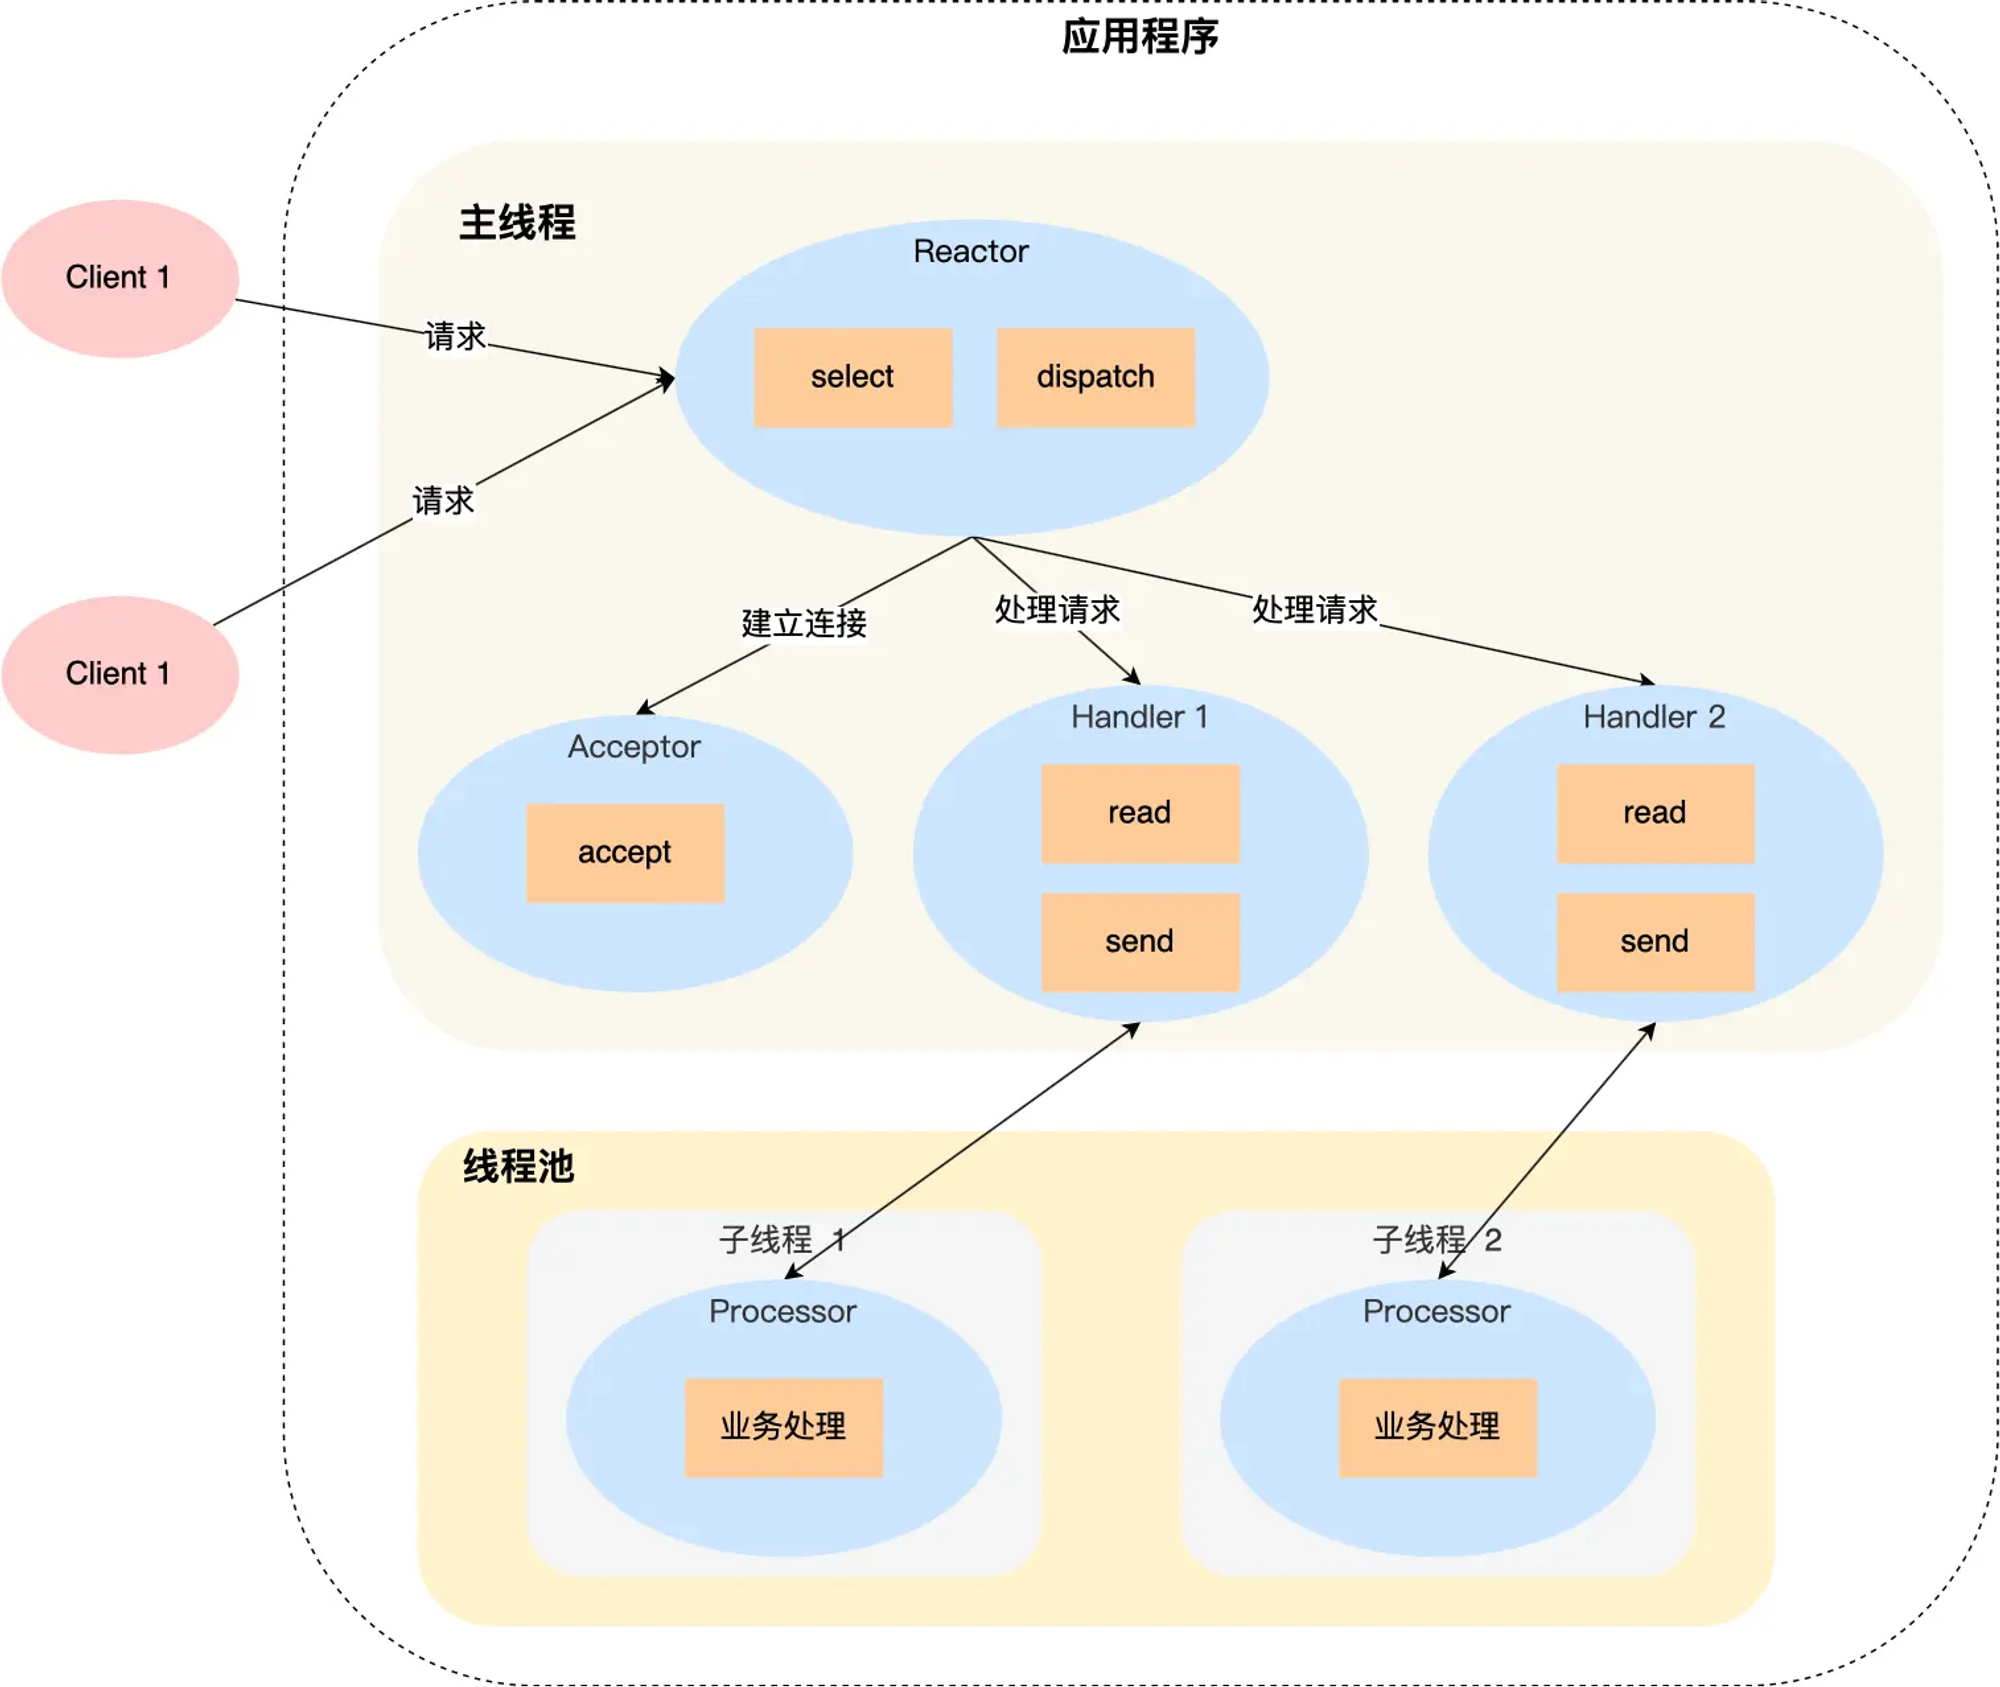 应用程序
主线程
Reactor
Client 1
select
dispatch
请求
请求
Client 1
建立连接
处理请求
处理请求
Acceptor
accept
Handler 1
read
send
Handler 2
read
send
线程池
子线程 1
Processor
业务处理
子线程 2
Processor
业务处理